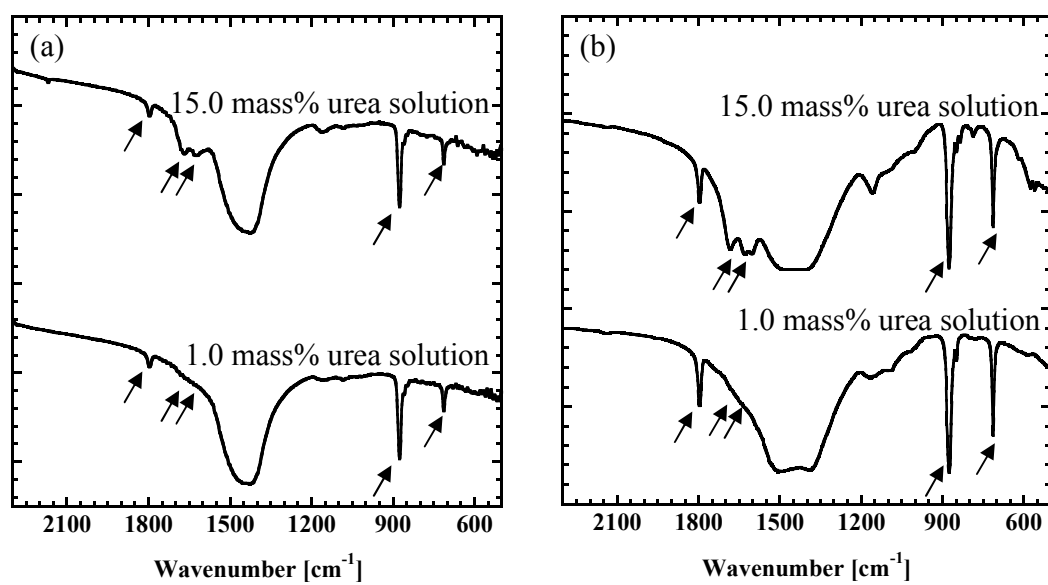 (a)
15.0 mass% urea solution
1.0 mass% urea solution
2100 1800 1500 1200 900 600
Wavenumber [cm⁻¹]
(b)
15.0 mass% urea solution
1.0 mass% urea solution
2100 1800 1500 1200 900 600
Wavenumber [cm⁻¹]